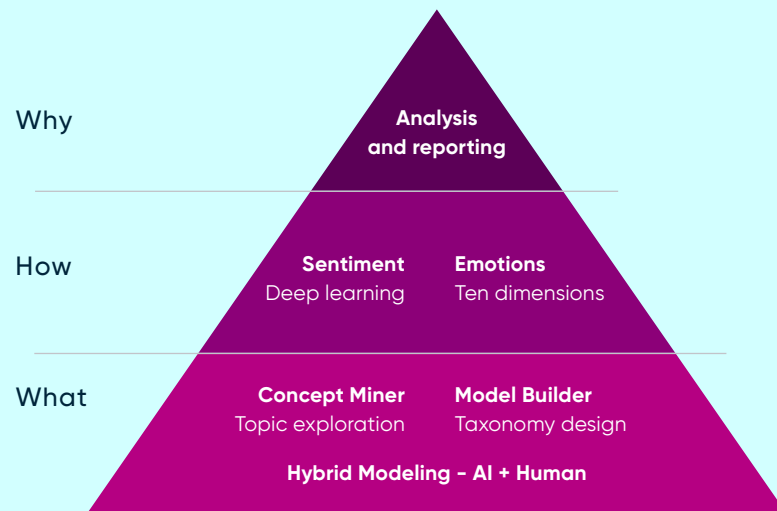 Why
Analysis
and reporting
How
Sentiment
Deep learning
Emotions
Ten dimensions
What
Concept Miner
Topic exploration
Model Builder
Taxonomy design
Hybrid Modeling - AI + Human